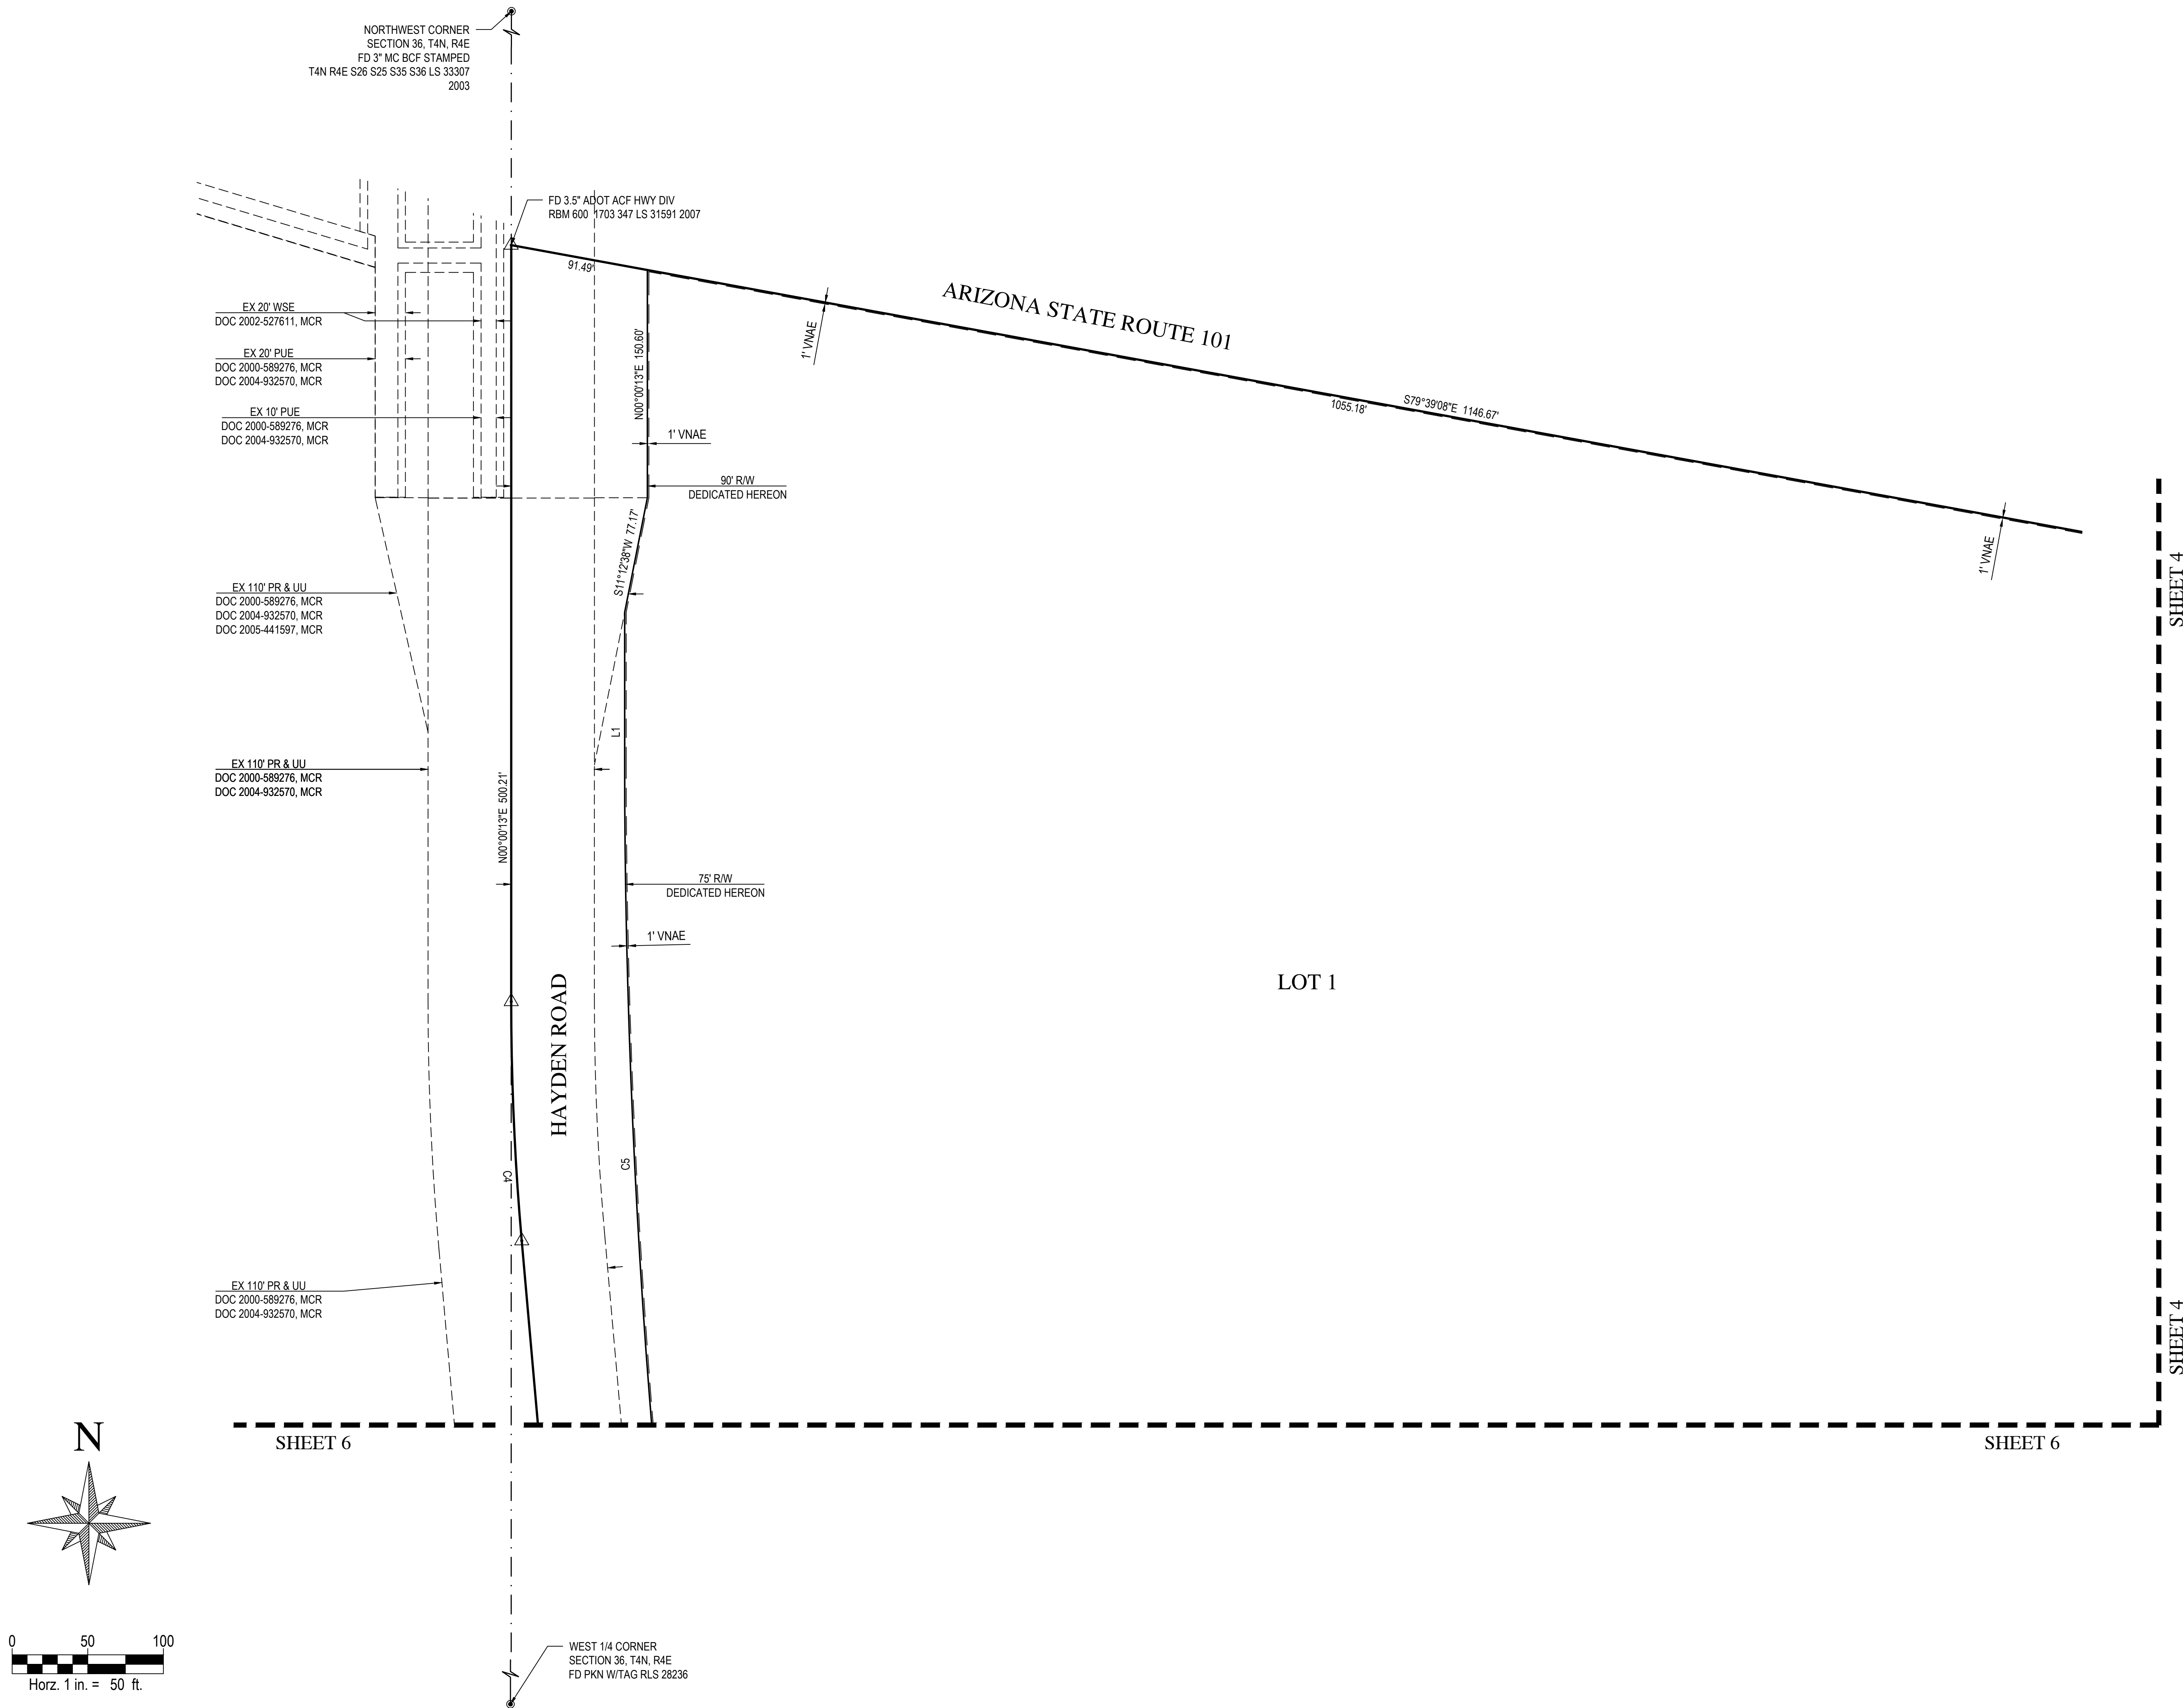 NORTHWEST CORNER
SECTION 36, T4N, R4E
FD 3" MC BCF STAMPED
T4N R4E S26 S25 S35 S36 LS 33307
2003
FD 3.5" ADOT ACF HWY DIV
RBM 600 1703 347 LS 31591 2007
91.49'
ARIZONA STATE ROUTE 101
1' VNAE
1055.18'
S79°39'08"E 1146.67'
1' VNAE
EX 20' WSE
DOC 2002-527611, MCR
EX 20' PUE
DOC 2000-589276, MCR
DOC 2004-932570, MCR
EX 10' PUE
DOC 2000-589276, MCR
DOC 2004-932570, MCR
N00°00'13"E 150.60'
1' VNAE
90' R/W
DEDICATED HEREON
S11°12'38"W 77.17'
EX 110' PR & UU
DOC 2000-589276, MCR
DOC 2004-932570, MCR
DOC 2005-441597, MCR
L1
EX 110' PR & UU
DOC 2000-589276, MCR
DOC 2004-932570, MCR
N00°00'13"E 500.21'
75' R/W
DEDICATED HEREON
1' VNAE
LOT 1
HAYDEN ROAD
C4
C5
EX 110' PR & UU
DOC 2000-589276, MCR
DOC 2004-932570, MCR
SHEET 4
SHEET 4
SHEET 6
SHEET 6
N
0 50 100
Horz. 1 in. = 50 ft.
WEST 1/4 CORNER
SECTION 36, T4N, R4E
FD PKN W/TAG RLS 28236